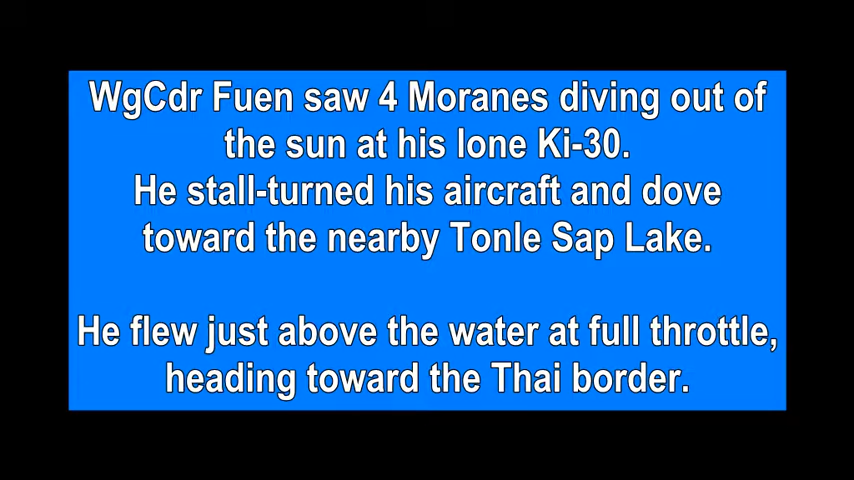 WgCdr Fuen saw 4 Moranes diving out of
the sun at his lone Ki-30.
He stall-turned his aircraft and dove
toward the nearby Tonle Sap Lake.
He flew just above the water at full throttle,
heading toward the Thai border.